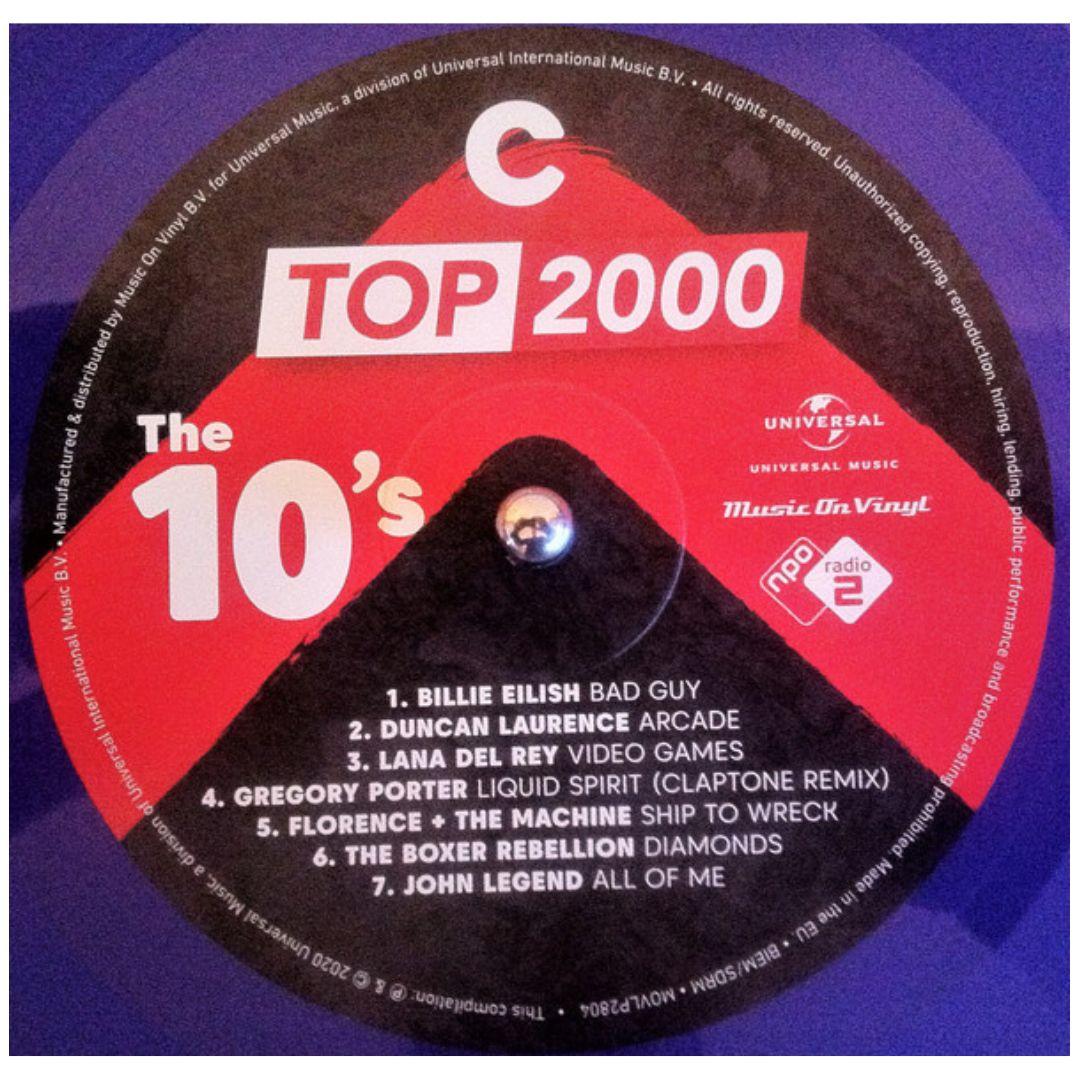 C
TOP 2000
The
10's
UNIVERSAL
UNIVERSAL MUSIC
Music On Vinyl
npo
radio
2
1. BILLIE EILISH BAD GUY
2. DUNCAN LAURENCE ARCADE
3. LANA DEL REY VIDEO GAMES
4. GREGORY PORTER LIQUID SPIRIT (CLAPTONE REMIX)
5. FLORENCE + THE MACHINE SHIP TO WRECK
6. THE BOXER REBELLION DIAMONDS
7. JOHN LEGEND ALL OF ME
This compilation: ℗ & © 2020 Universal Music, a division of Universal International Music B.V. • Manufactured & distributed by Music On Vinyl B.V. for Universal Music, a division of Universal International Music B.V. • All rights reserved. Unauthorized copying, reproduction, hiring, lending, public performance and broadcasting prohibited. Made in the EU. • BIEM/SDRM • MOVLP2804 •